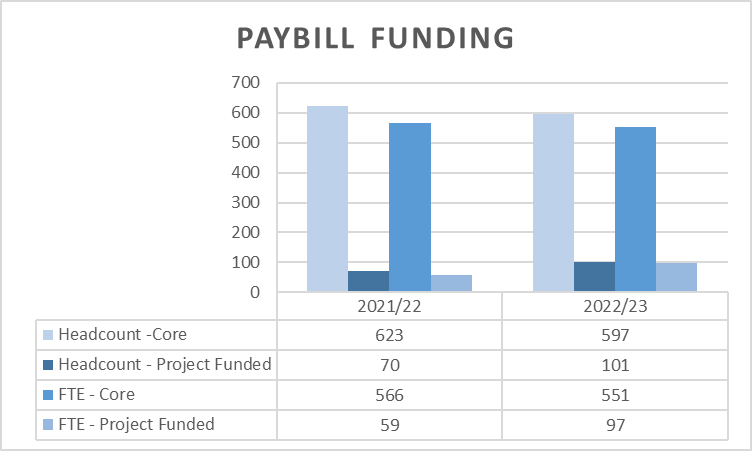 PAYBILL FUNDING
700
600
500
400
300
200
100
0
2021/22 2022/23
Headcount -Core 623 597
Headcount - Project Funded 70 101
FTE - Core 566 551
FTE - Project Funded 59 97